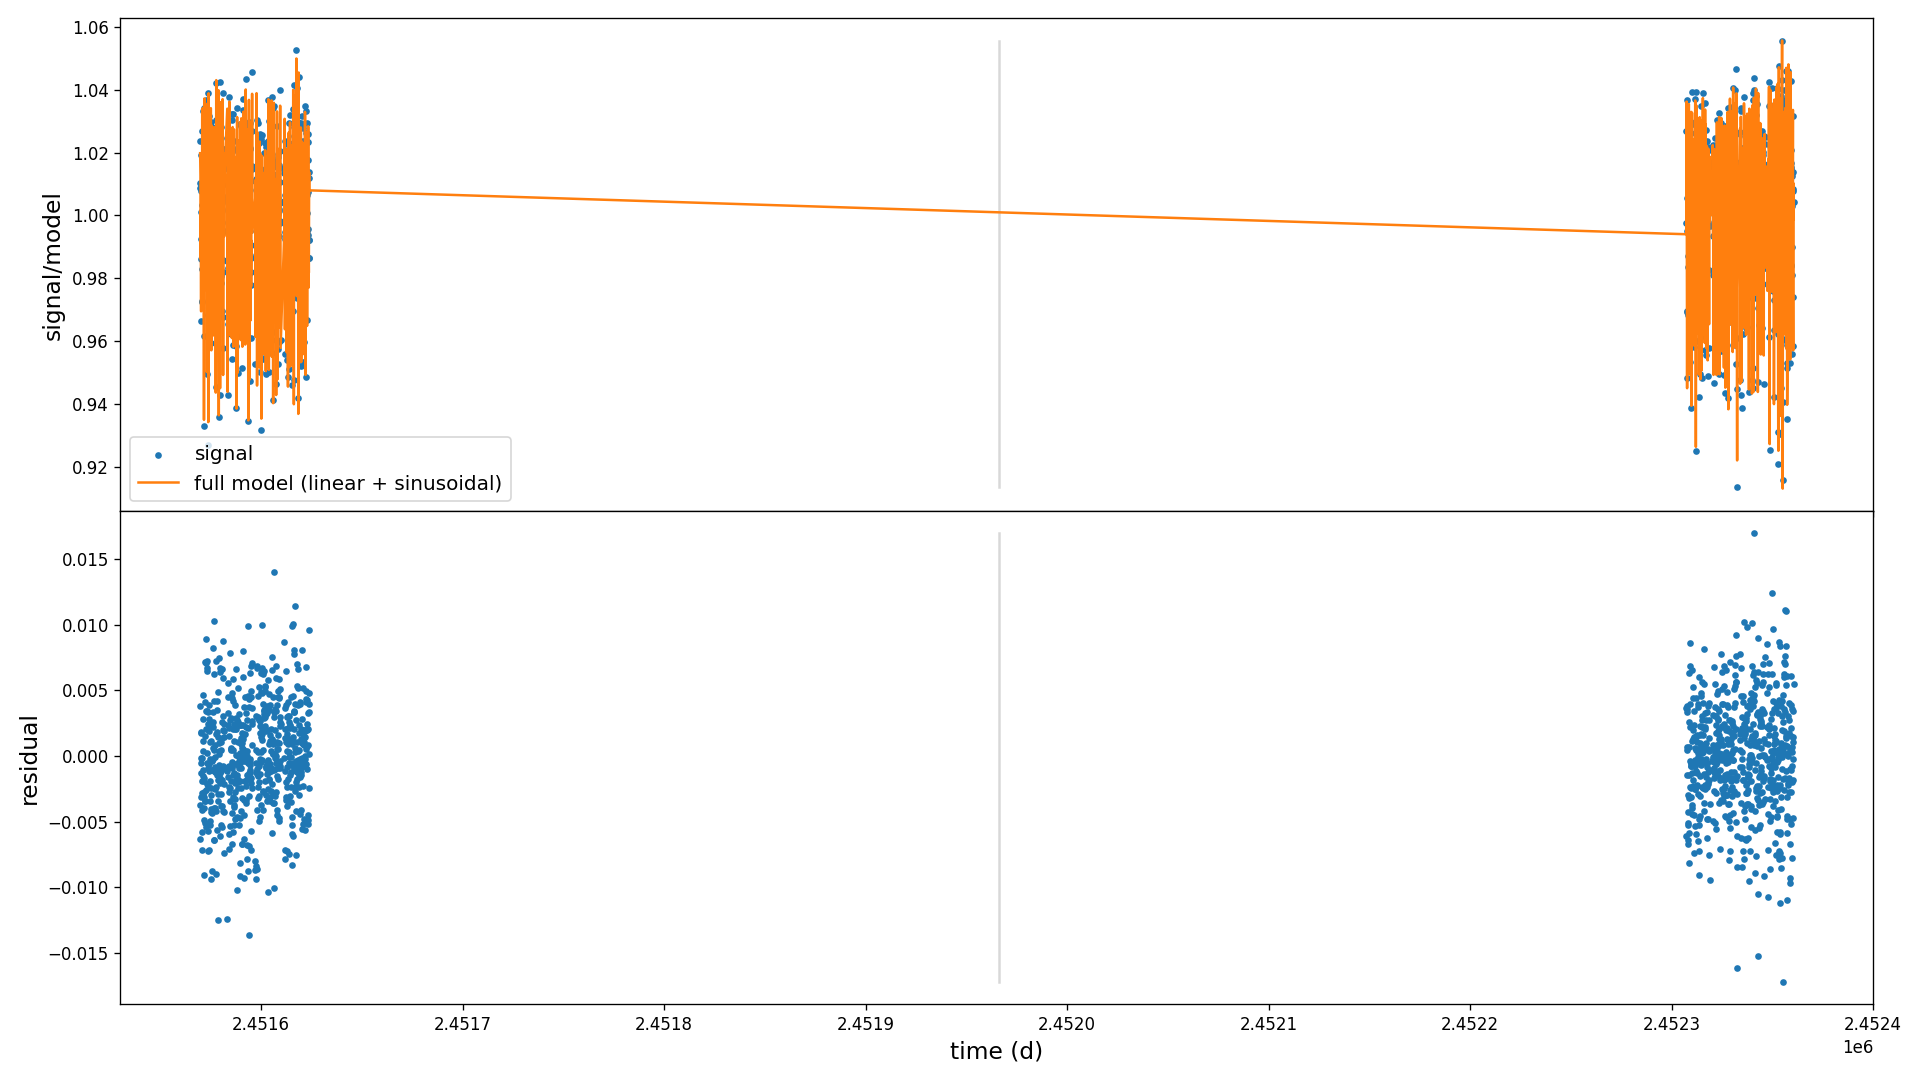 1.06
1.04
1.02
1.00
0.98
0.96
0.94
0.92
signal/model
signal
full model (linear + sinusoidal)
0.015
0.010
0.005
0.000
−0.005
−0.010
−0.015
residual
2.4516 2.4517 2.4518 2.4519 2.4520 2.4521 2.4522 2.4523 2.4524
1e6
time (d)